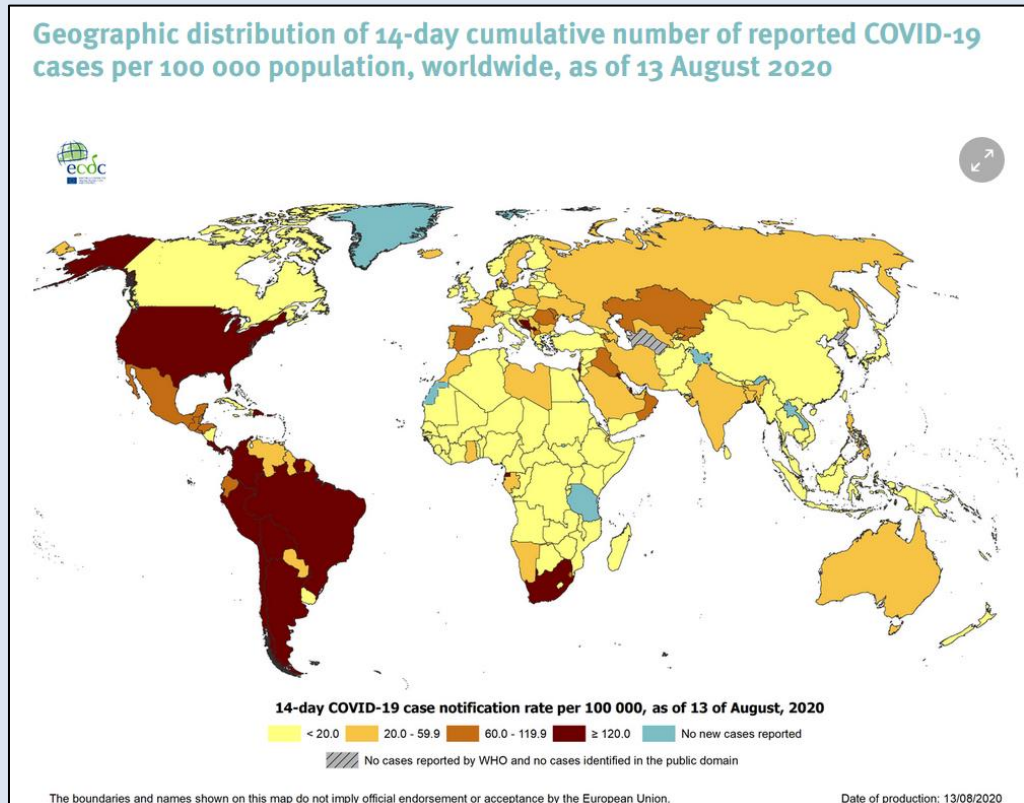 Geographic distribution of 14-day cumulative number of reported COVID-19
cases per 100 000 population, worldwide, as of 13 August 2020
ecdc
14-day COVID-19 case notification rate per 100 000, as of 13 of August, 2020
< 20.0 20.0 - 59.9 60.0 - 119.9 ≥ 120.0 No new cases reported
No cases reported by WHO and no cases identified in the public domain
The boundaries and names shown on this map do not imply official endorsement or acceptance by the European Union. Date of production: 13/08/2020